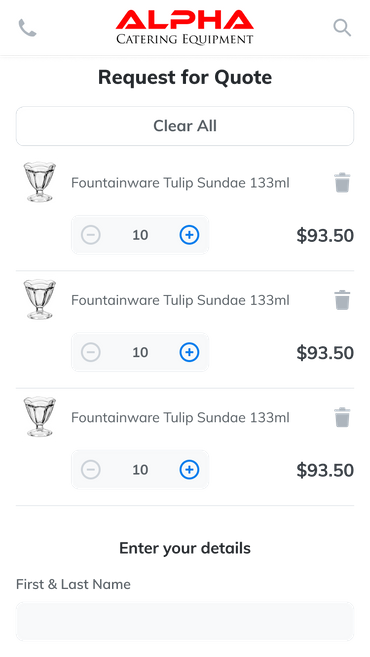 ALPHA
CATERING EQUIPMENT
Request for Quote
Clear All
Fountainware Tulip Sundae 133ml
10
$93.50
Fountainware Tulip Sundae 133ml
10
$93.50
Fountainware Tulip Sundae 133ml
10
$93.50
Enter your details
First & Last Name